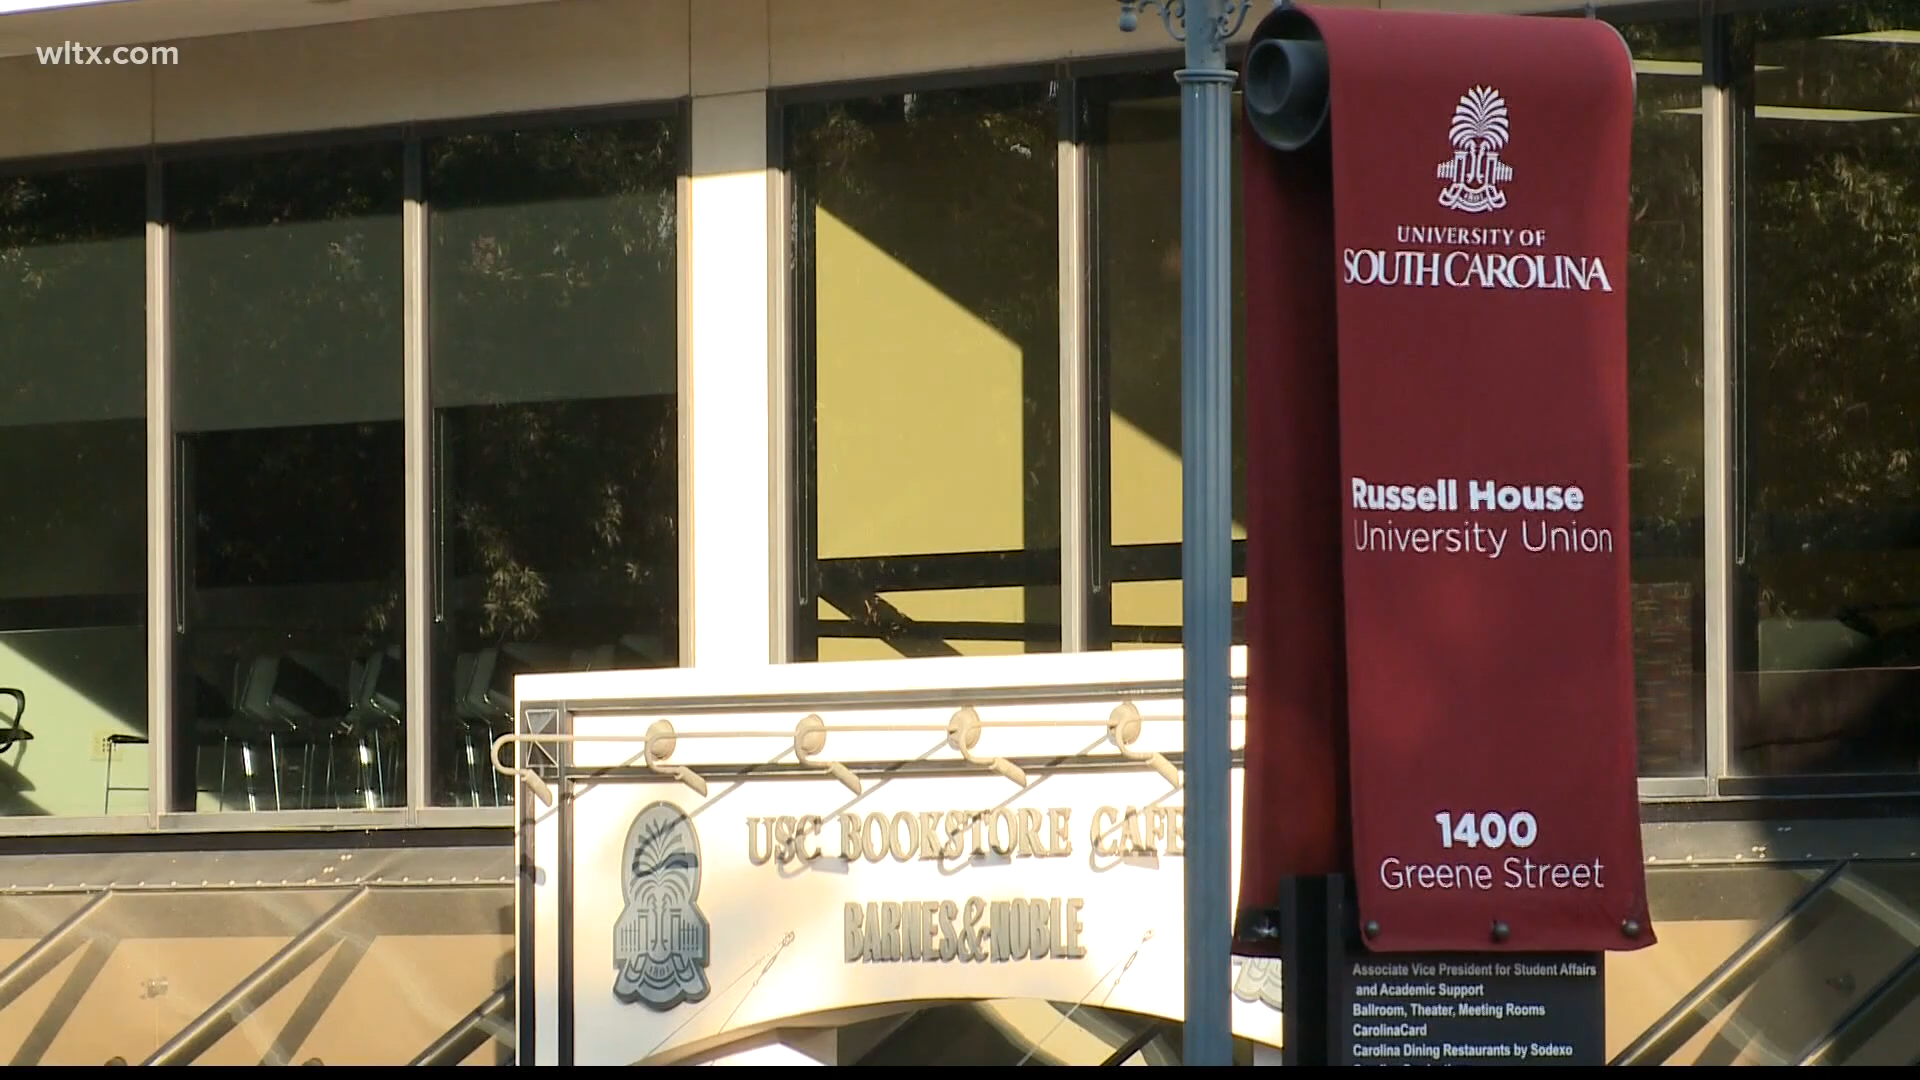 wltx.com
UNIVERSITY OF
SOUTH CAROLINA
Russell House
University Union
1400
Greene Street
USC BOOKSTORE CAFE
BARNES&NOBLE
1801
Associate Vice President for Student Affairs
and Academic Support
Ballroom, Theater, Meeting Rooms
CarolinaCard
Carolina Dining Restaurants by Sodexo